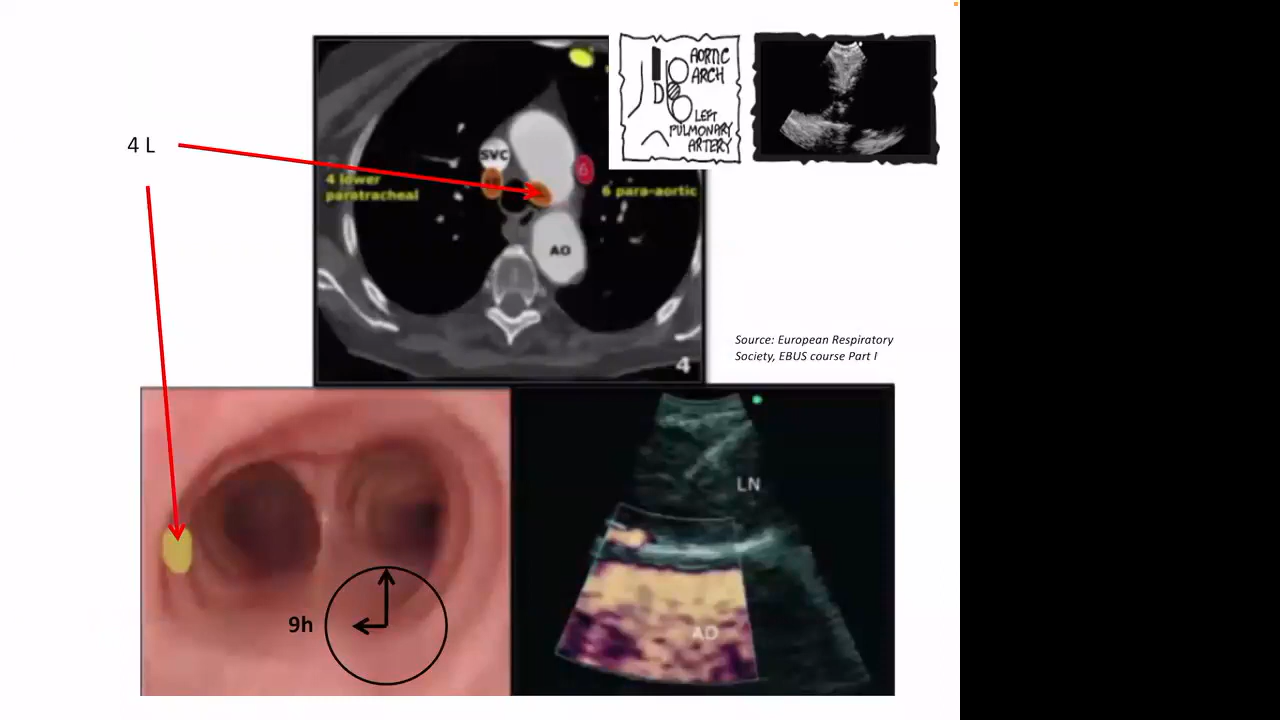 4 L
SVC
4 lower
paratracheal
6
6 para-aortic
AO
4
AORTIC
ARCH
LEFT
PULMONARY
ARTERY
Source: European Respiratory
Society, EBUS course Part I
9h
LN
AO